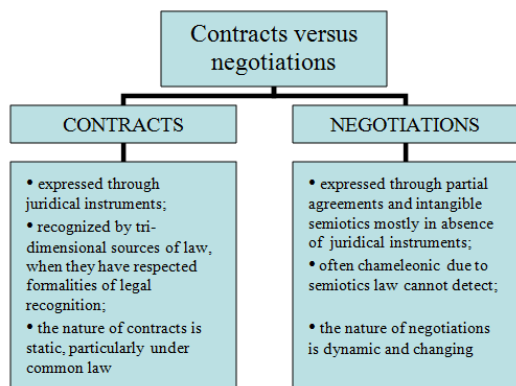 Contracts versus
negotiations
CONTRACTS
NEGOTIATIONS
• expressed through
juridical instruments;
• recognized by tri-
dimensional sources of law,
when they have respected
formalities of legal
recognition;
• the nature of contracts is
static, particularly under
common law
• expressed through partial
agreements and intangible
semiotics mostly in absence
of juridical instruments;
• often chameleonic due to
semiotics law cannot detect;
• the nature of negotiations
is dynamic and changing